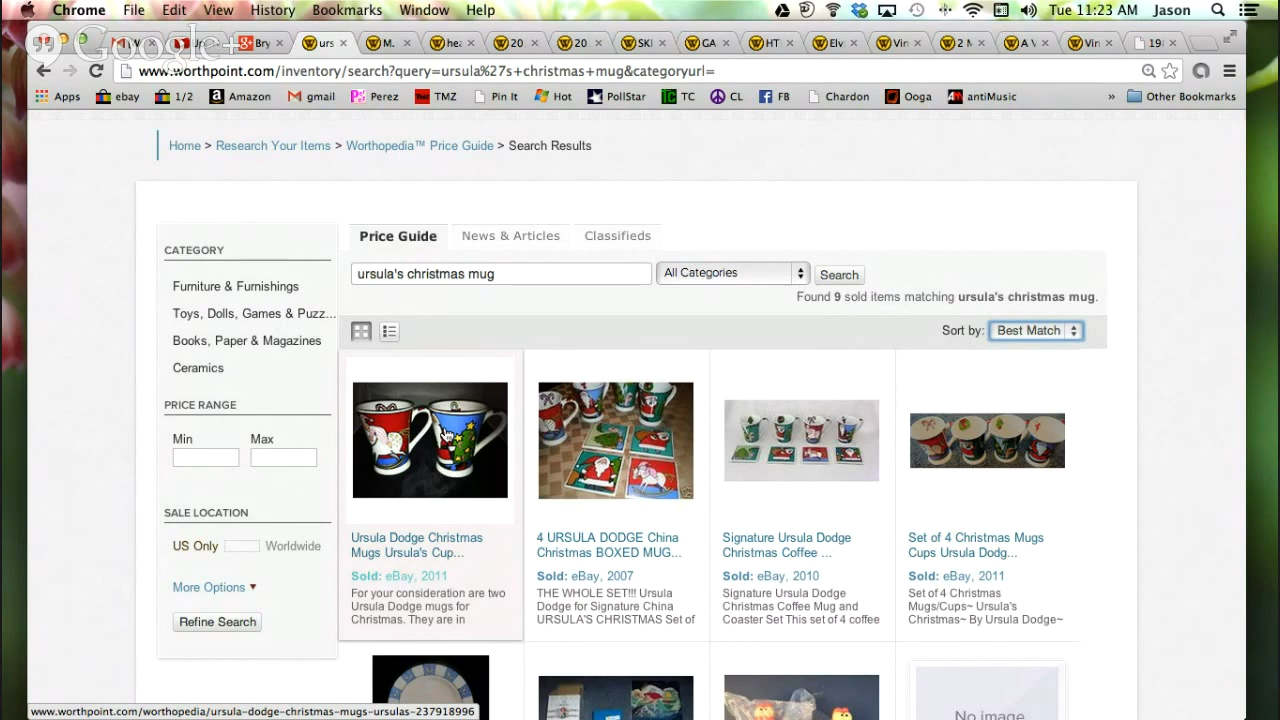 Chrome File Edit View History Bookmarks Window Help Tue 11:23 AM Jason
Google+
Bry urs M. he 20 20 SKI GA HT Elv Vir 2 M A V Vir 19
www.worthpoint.com/inventory/search?query=ursula%27s+christmas+mug&categoryurl=
Apps ebay 1/2 Amazon gmail Perez TMZ Pin It Hot PollStar TC CL FB Chardon Ooga antiMusic » Other Bookmarks
Home > Research Your Items > Worthopedia™ Price Guide > Search Results
Price Guide News & Articles Classifieds
ursula's christmas mug All Categories Search
Found 9 sold items matching ursula's christmas mug.
Sort by: Best Match
CATEGORY
Furniture & Furnishings
Toys, Dolls, Games & Puzz...
Books, Paper & Magazines
Ceramics
PRICE RANGE
Min Max
SALE LOCATION
US Only Worldwide
More Options
Refine Search
Ursula Dodge Christmas
Mugs Ursula's Cup...
Sold: eBay, 2011
For your consideration are two
Ursula Dodge mugs for
Christmas. They are in
4 URSULA DODGE China
Christmas BOXED MUG...
Sold: eBay, 2007
THE WHOLE SET!!! Ursula
Dodge for Signature China
URSULA'S CHRISTMAS Set of
Signature Ursula Dodge
Christmas Coffee ...
Sold: eBay, 2010
Signature Ursula Dodge
Christmas Coffee Mug and
Coaster Set This set of 4 coffee
Set of 4 Christmas Mugs
Cups Ursula Dodg...
Sold: eBay, 2011
Set of 4 Christmas
Mugs/Cups~ Ursula's
Christmas~ By Ursula Dodge~
No image
www.worthpoint.com/worthopedia/ursula-dodge-christmas-mugs-ursulas-237918996